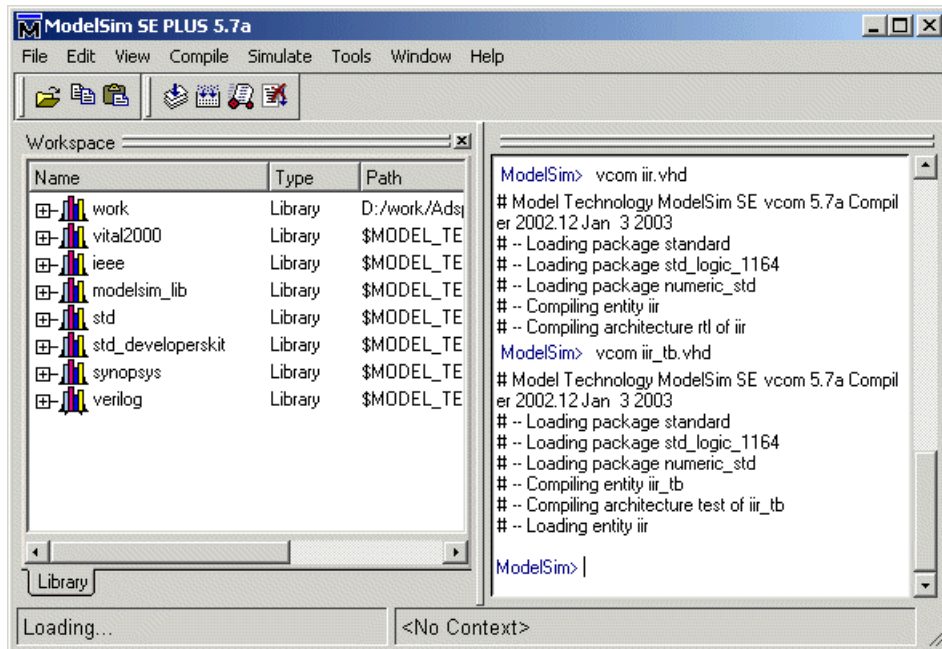 ModelSim SE PLUS 5.7a
File Edit View Compile Simulate Tools Window Help
Workspace
Name Type Path
work Library D:/work/Ads
vital2000 Library $MODEL_TE
ieee Library $MODEL_TE
modelsim_lib Library $MODEL_TE
std Library $MODEL_TE
std_developerskit Library $MODEL_TE
synopsys Library $MODEL_TE
verilog Library $MODEL_TE
Library
ModelSim> vcom iir.vhd
# Model Technology ModelSim SE vcom 5.7a Compil
er 2002.12 Jan 3 2003
# -- Loading package standard
# -- Loading package std_logic_1164
# -- Loading package numeric_std
# -- Compiling entity iir
# -- Compiling architecture rtl of iir
ModelSim> vcom iir_tb.vhd
# Model Technology ModelSim SE vcom 5.7a Compil
er 2002.12 Jan 3 2003
# -- Loading package standard
# -- Loading package std_logic_1164
# -- Loading package numeric_std
# -- Compiling entity iir_tb
# -- Compiling architecture test of iir_tb
# -- Loading entity iir
ModelSim>
Loading... <No Context>